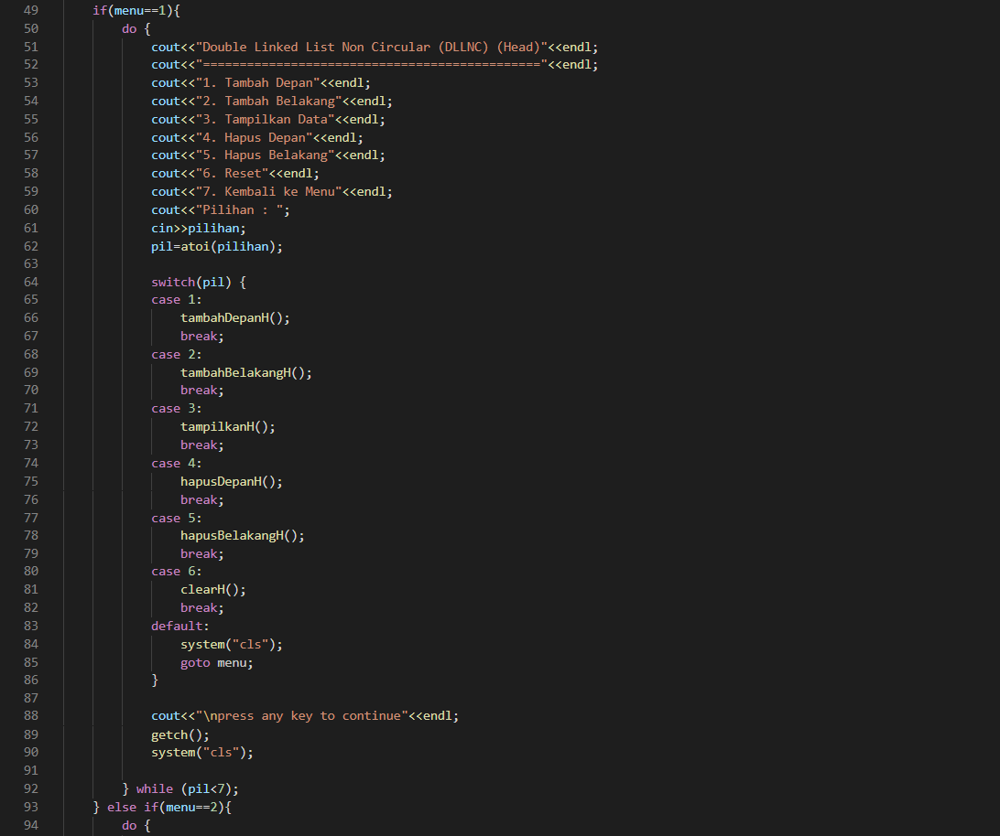 49 if(menu==1){
50 do {
51 cout<<"Double Linked List Non Circular (DLLNC) (Head)"<<endl;
52 cout<<"=============================================="<<endl;
53 cout<<"1. Tambah Depan"<<endl;
54 cout<<"2. Tambah Belakang"<<endl;
55 cout<<"3. Tampilkan Data"<<endl;
56 cout<<"4. Hapus Depan"<<endl;
57 cout<<"5. Hapus Belakang"<<endl;
58 cout<<"6. Reset"<<endl;
59 cout<<"7. Kembali ke Menu"<<endl;
60 cout<<"Pilihan : ";
61 cin>>pilihan;
62 pil=atoi(pilihan);
63
64 switch(pil) {
65 case 1:
66 tambahDepanH();
67 break;
68 case 2:
69 tambahBelakangH();
70 break;
71 case 3:
72 tampilkanH();
73 break;
74 case 4:
75 hapusDepanH();
76 break;
77 case 5:
78 hapusBelakangH();
79 break;
80 case 6:
81 clearH();
82 break;
83 default:
84 system("cls");
85 goto menu;
86 }
87
88 cout<<"\npress any key to continue"<<endl;
89 getch();
90 system("cls");
91
92 } while (pil<7);
93 } else if(menu==2){
94 do {